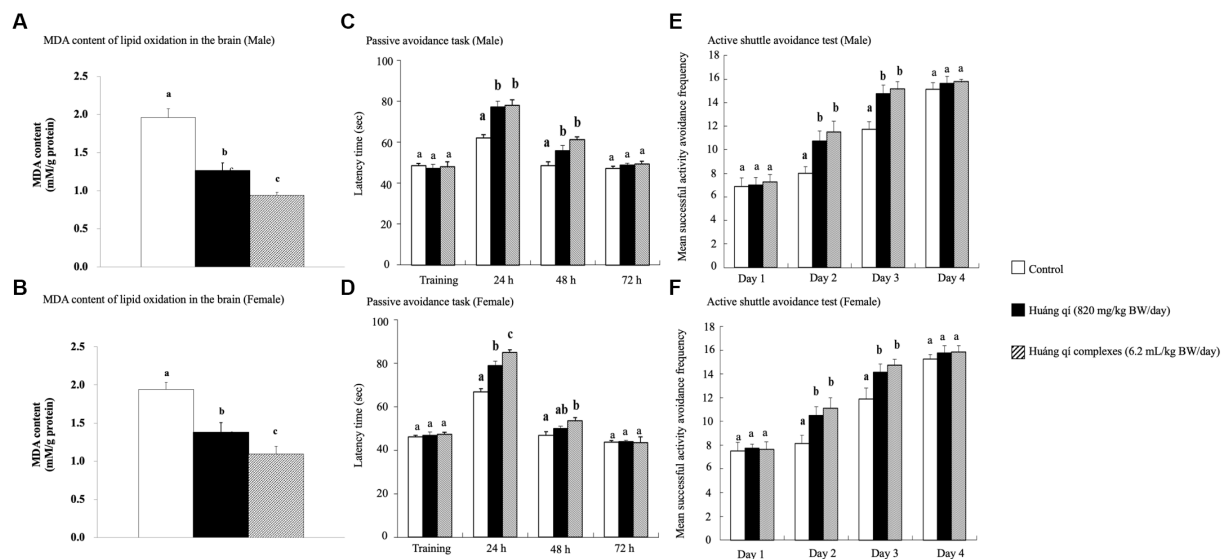 A
MDA content of lipid oxidation in the brain (Male)
MDA content
(mM/g protein)
2.5
2.0
1.5
1.0
0.5
0.0
a
b
c
B
MDA content of lipid oxidation in the brain (Female)
MDA content
(mM/g protein)
2.5
2.0
1.5
1.0
0.5
0.0
a
b
c
C
Passive avoidance task (Male)
Latency time (sec)
100
80
60
40
20
0
a a a
a b b
a b b
a a a
Training 24 h 48 h 72 h
D
Passive avoidance task (Female)
Latency time (sec)
100
80
60
40
20
0
a a a
a b c
a ab b
a a a
Training 24 h 48 h 72 h
E
Active shuttle avoidance test (Male)
Mean successful activity avoidance frequency
18
16
14
12
10
8
6
4
2
0
a a a
a b b
a b b
a a a
Day 1 Day 2 Day 3 Day 4
F
Active shuttle avoidance test (Female)
Mean successful activity avoidance frequency
18
16
14
12
10
8
6
4
2
0
a a a
a b b
a b b
a a a
Day 1 Day 2 Day 3 Day 4
Control
Huáng qí (820 mg/kg BW/day)
Huáng qí complexes (6.2 mL/kg BW/day)